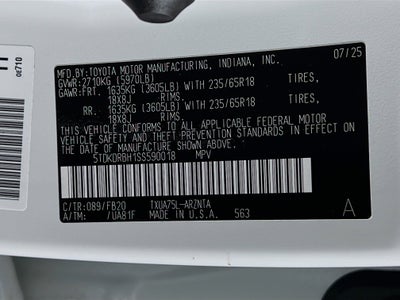 oe710
MFD.BY:TOYOTA MOTOR MANUFACTURING, INDIANA, INC. 07/25
GVWR:2710KG (5970LB)
GAWR:FRT. 1635KG (3605LB)WITH 235/65R18 TIRES,
18X8J RIMS
RR. 1635KG (3605LB)WITH 235/65R18 TIRES,
18X8J RIMS
THIS VEHICLE CONFORMS TO ALL APPLICABLE FEDERAL MOTOR
VEHICLE SAFETY AND THEFT PREVENTION STANDARDS IN EFFECT
ON THE DATE OF MANUFACTURE SHOWN ABOVE.
5TDKDRBH1SS590018 MPV
C/TR:089/FB20 TXUA75L-ARZNTA
A/TM: /UA81F MADE IN U.S.A. 563 A